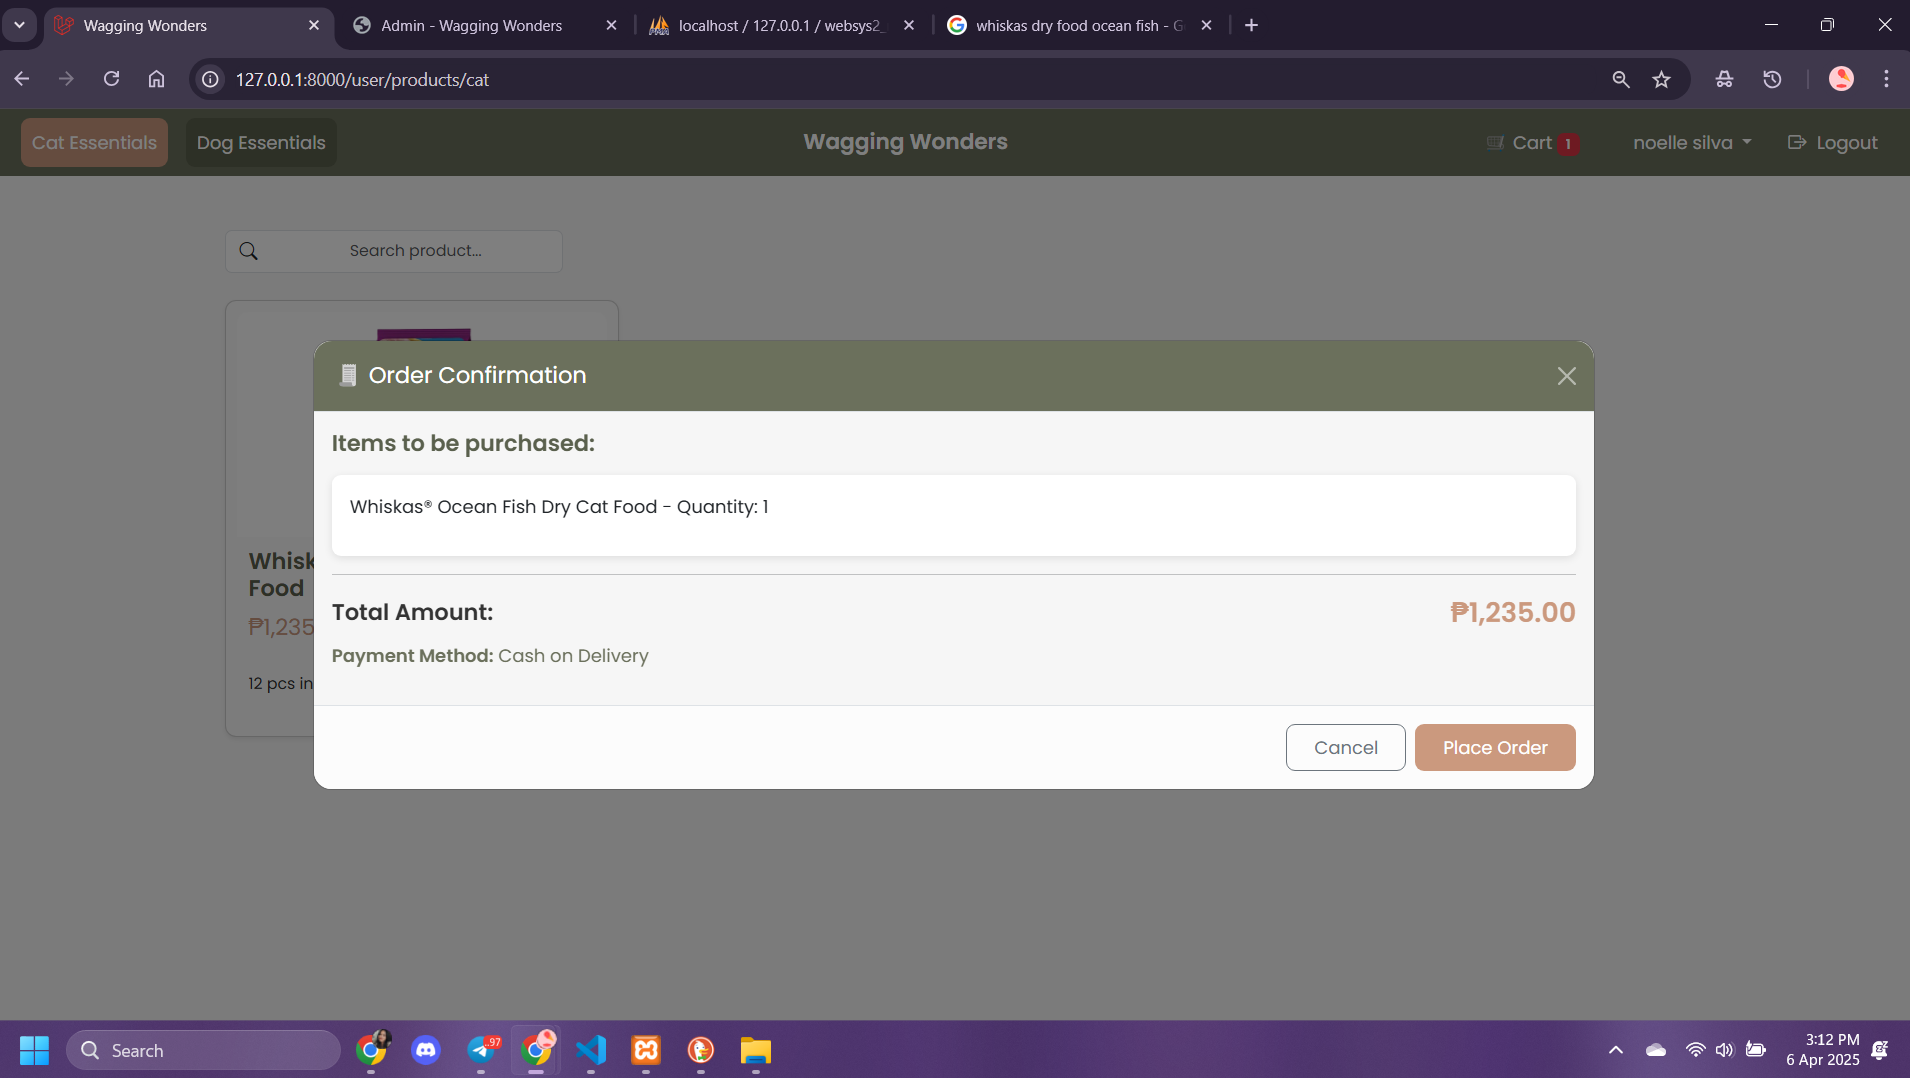 Wagging Wonders
Admin - Wagging Wonders
localhost / 127.0.0.1 / websys2_
whiskas dry food ocean fish - G
127.0.0.1:8000/user/products/cat
Cat Essentials
Dog Essentials
Wagging Wonders
Cart 1
noelle silva
Logout
Search product...
Whisk
Food
₱1,235
12 pcs in
Order Confirmation
Items to be purchased:
Whiskas® Ocean Fish Dry Cat Food - Quantity: 1
Total Amount:
₱1,235.00
Payment Method: Cash on Delivery
Cancel
Place Order
Search
97
3:12 PM
6 Apr 2025